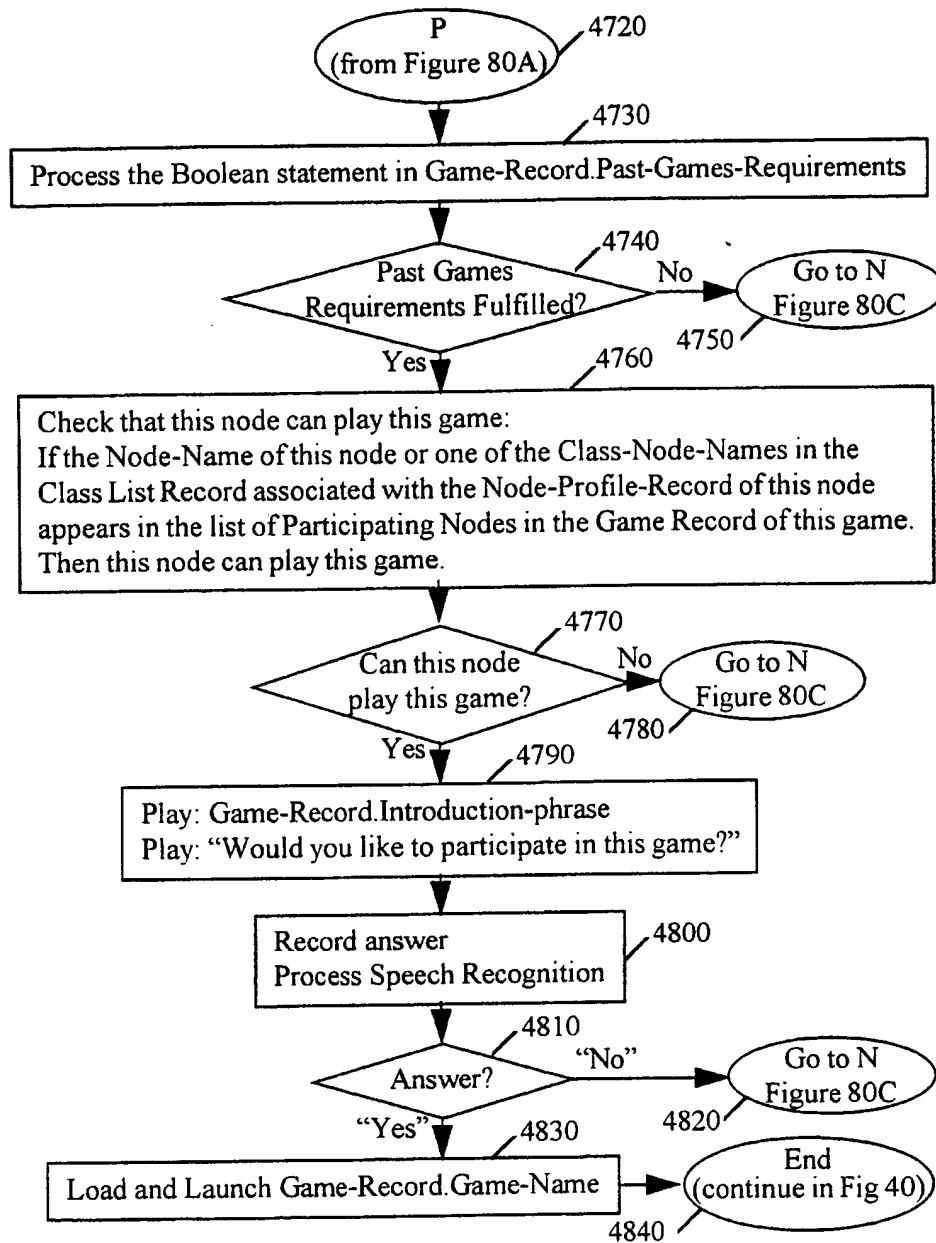 P
(from Figure 80A)
4720
4730
Process the Boolean statement in Game-Record.Past-Games-Requirements
4740
Past Games
Requirements Fulfilled?
No
Go to N
Figure 80C
4750
Yes
4760
Check that this node can play this game:
If the Node-Name of this node or one of the Class-Node-Names in the
Class List Record associated with the Node-Profile-Record of this node
appears in the list of Participating Nodes in the Game Record of this game.
Then this node can play this game.
4770
Can this node
play this game?
No
Go to N
Figure 80C
4780
Yes
4790
Play: Game-Record.Introduction-phrase
Play: “Would you like to participate in this game?”
Record answer
Process Speech Recognition
4800
4810
Answer?
“No”
Go to N
Figure 80C
4820
“Yes”
4830
Load and Launch Game-Record.Game-Name
End
(continue in Fig 40)
4840